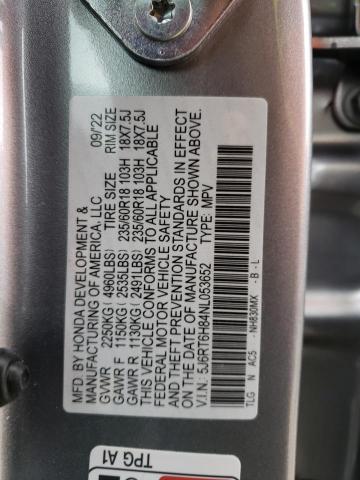 MFD BY HONDA DEVELOPMENT & 09/22
MANUFACTURING OF AMERICA, LLC
GVWR 2250KG (4960LBS) TIRE SIZE RIM SIZE
GAWR F 1150KG (2535LBS) 235/60R18 103H 18X7.5J
GAWR R 1130KG (2491LBS) 235/60R18 103H 18X7.5J
THIS VEHICLE CONFORMS TO ALL APPLICABLE
FEDERAL MOTOR VEHICLE SAFETY
AND THEFT PREVENTION STANDARDS IN EFFECT
ON THE DATE OF MANUFACTURE SHOWN ABOVE.
V.I.N.: 5J6RT6H84NL053652 TYPE: MPV
TLG N AC5 NH830MX - B - L
TPG A1